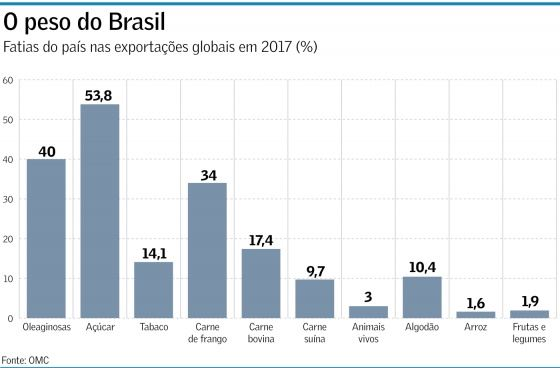 O peso do Brasil
Fatias do país nas exportações globais em 2017 (%)
60
50
40
30
20
10
0
40
53,8
14,1
34
17,4
9,7
3
10,4
1,6
1,9
Oleaginosas
Açúcar
Tabaco
Carne
de frango
Carne
bovina
Carne
suína
Animais
vivos
Algodão
Arroz
Frutas e
legumes
Fonte: OMC